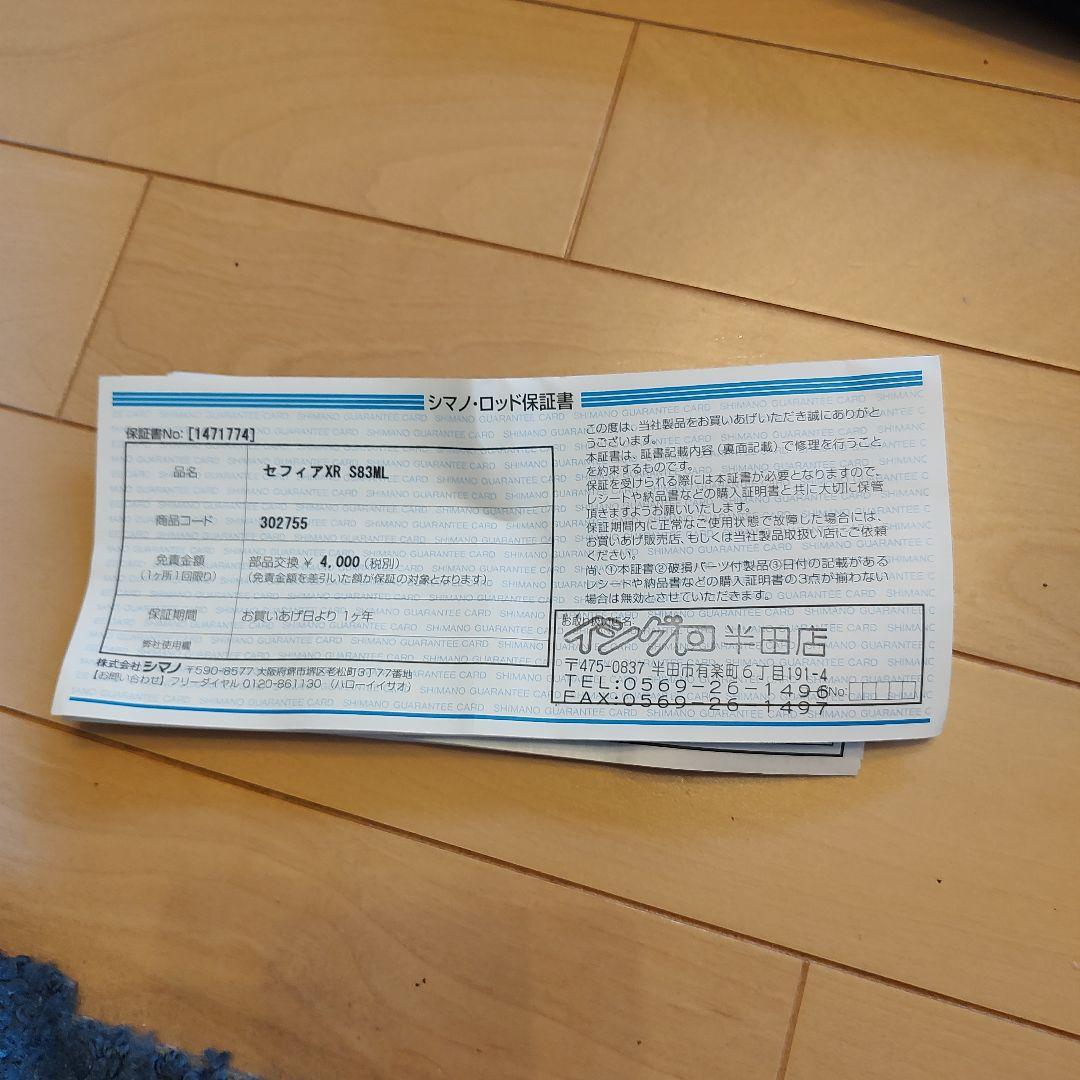 シマノ・ロッド保証書
保証書No: [1471774]
品名 セフィアXR S83ML
商品コード 302755
免責金額 部品交換 ¥ 4,000 (税別)
(1ヶ所1回限り) (免責金額を差引いた額が保証の対象となります)
保証期間 お買いあげ日より 1ヶ年
弊社使用欄
株式会社シマノ 〒590-8577 大阪府堺市堺区老松町3丁77番地
【お問い合わせ】フリーダイヤル 0120-861130 (ハローイイサオ)
この度は、当社製品をお買いあげいただき誠にありがと
うございます。
本証書は、証書記載内容(裏面記載)で修理を行うこと
を約束するものです。
保証を受けられる際には本証書が必要となりますので、
レシートや納品書などの購入証明書と共に大切に保管
頂きますようお願いいたします。
保証期間内に正常なご使用状態で故障した場合には、
お買いあげ販売店、もしくは当社製品取扱い店にご依頼
ください。
尚、①本証書②破損パーツ付製品③日付の記載がある
レシートや納品書などの購入証明書の3点が揃わない
場合は無効とさせていただきます。
イシグロ 半田店
〒475-0837 半田市有楽町6丁目191-4
TEL:0569-26-1496 No:
FAX:0569-26-1497